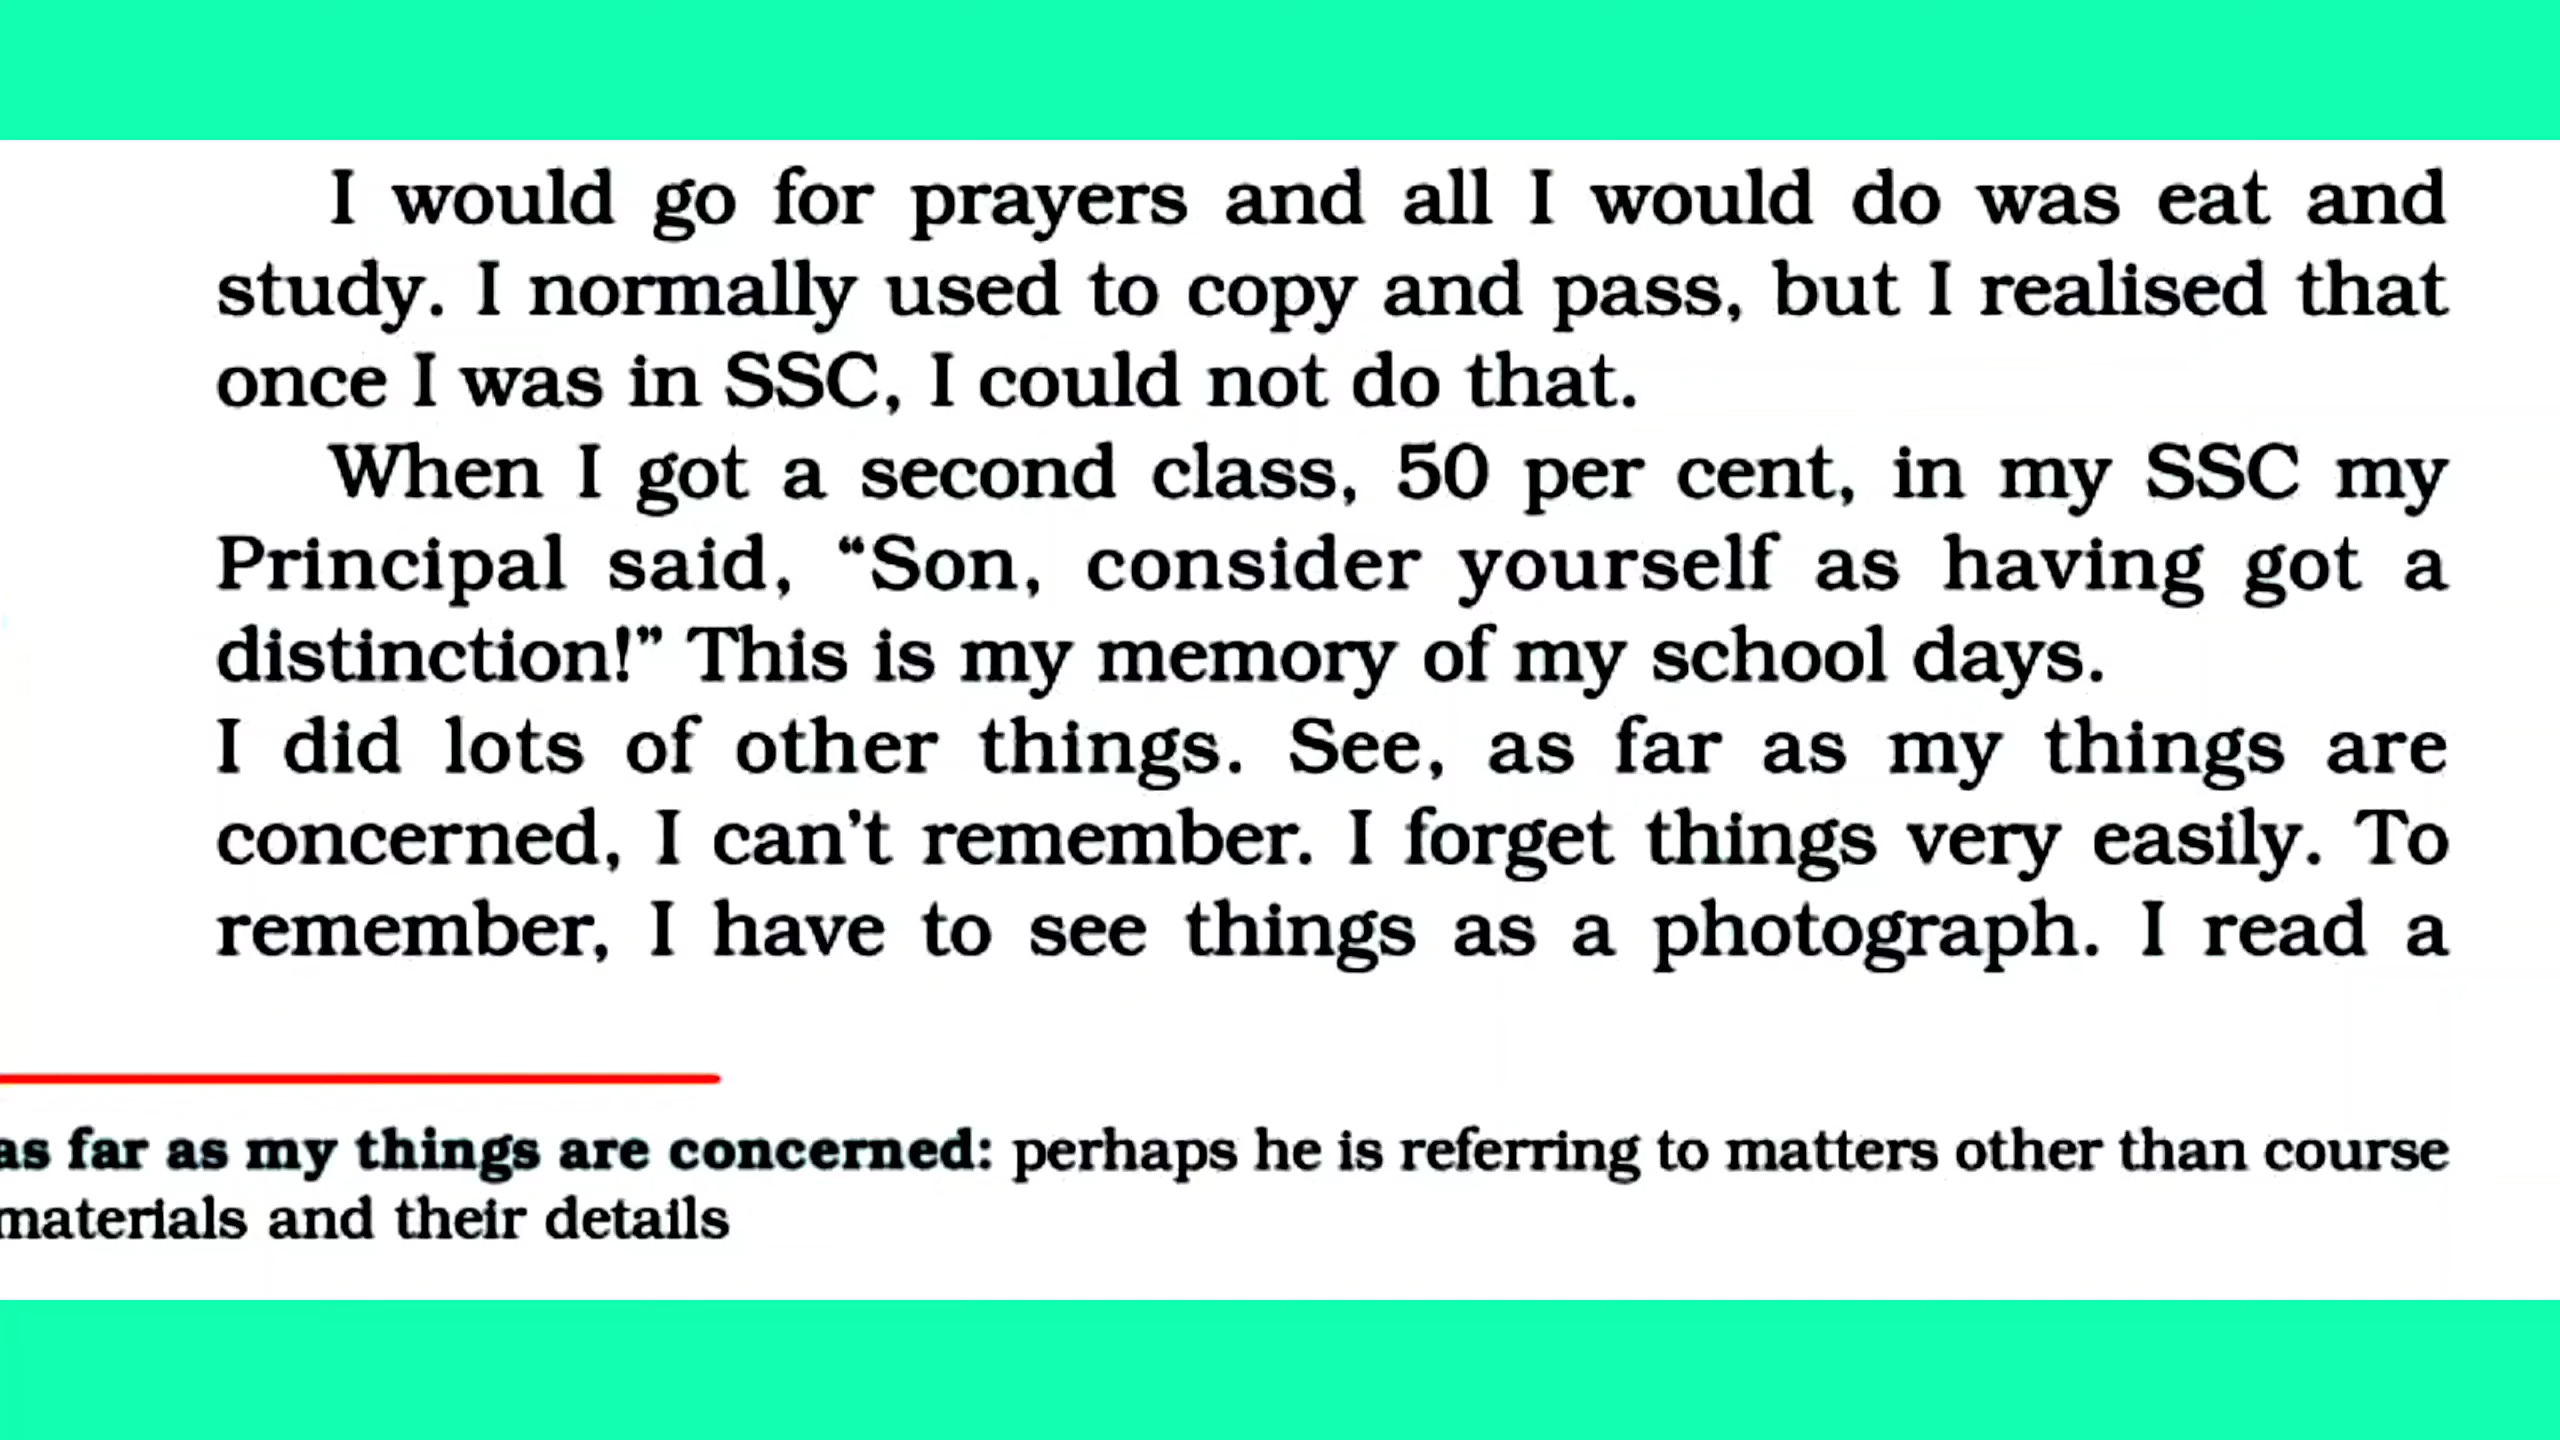 I would go for prayers and all I would do was eat and
study. I normally used to copy and pass, but I realised that
once I was in SSC, I could not do that.
When I got a second class, 50 per cent, in my SSC my
Principal said, “Son, consider yourself as having got a
distinction!” This is my memory of my school days.
I did lots of other things. See, as far as my things are
concerned, I can't remember. I forget things very easily. To
remember, I have to see things as a photograph. I read a
as far as my things are concerned: perhaps he is referring to matters other than course
materials and their details